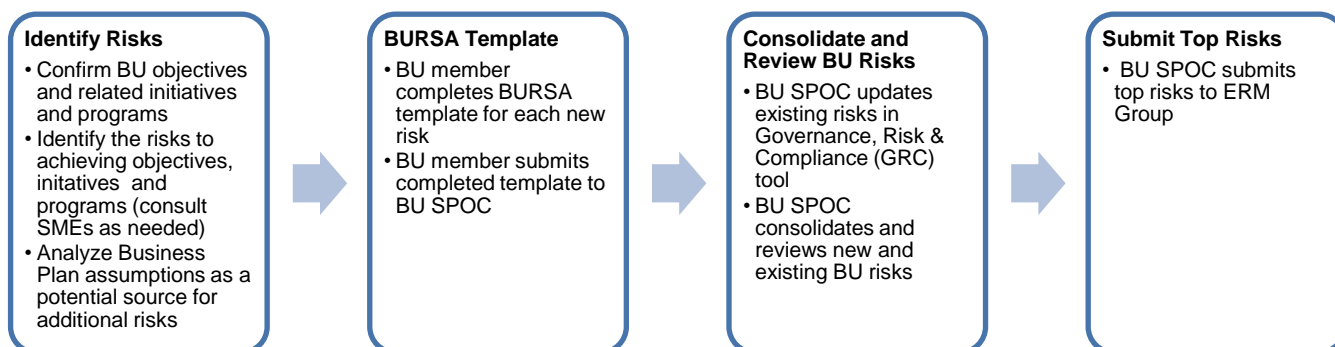 Identify Risks
• Confirm BU objectives
and related initiatives
and programs
• Identify the risks to
achieving objectives,
initatives and
programs (consult
SMEs as needed)
• Analyze Business
Plan assumptions as a
potential source for
additional risks
BURSA Template
• BU member
completes BURSA
template for each new
risk
• BU member submits
completed template to
BU SPOC
Consolidate and
Review BU Risks
• BU SPOC updates
existing risks in
Governance, Risk &
Compliance (GRC)
tool
• BU SPOC
consolidates and
reviews new and
existing BU risks
Submit Top Risks
• BU SPOC submits
top risks to ERM
Group